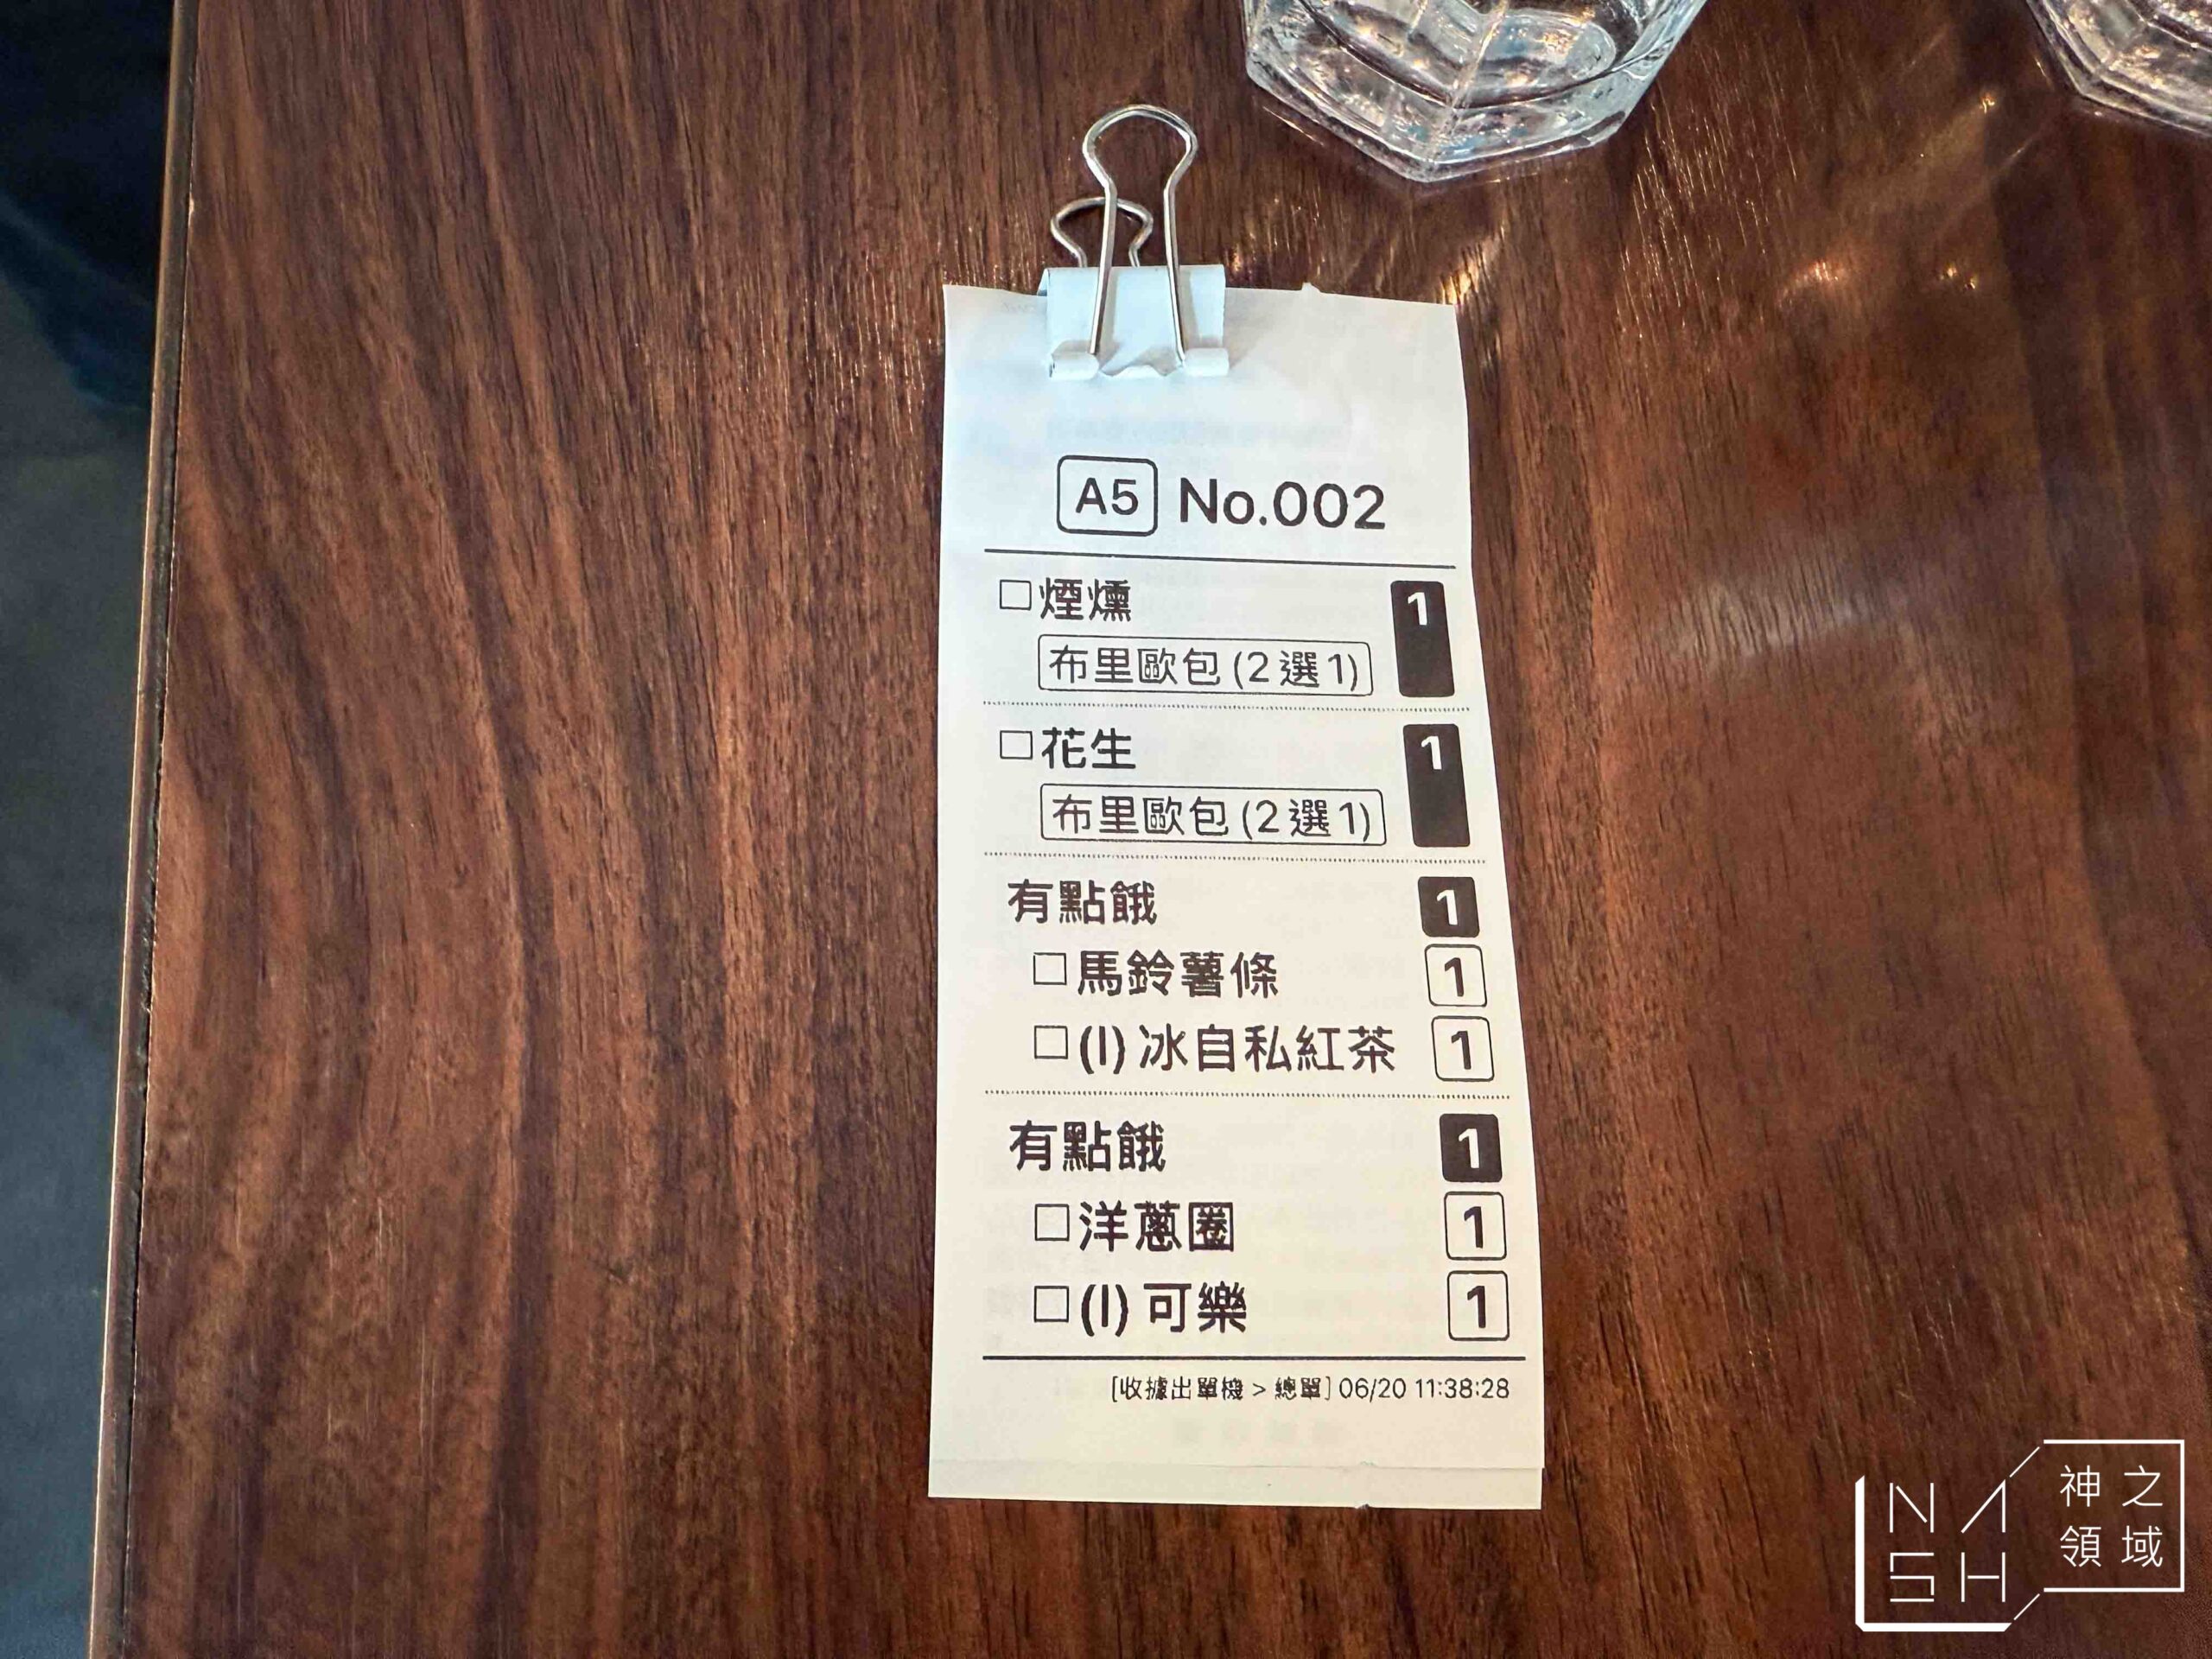 A5 No.002
□煙燻 1
布里歐包 (2 選 1)
□花生 1
布里歐包 (2 選 1)
有點餓 1
□馬鈴薯條 1
□(I) 冰自私紅茶 1
有點餓 1
□洋蔥圈 1
□(I) 可樂 1
[收據出單機 > 總單] 06/20 11:38:28
NASH
神之
領域